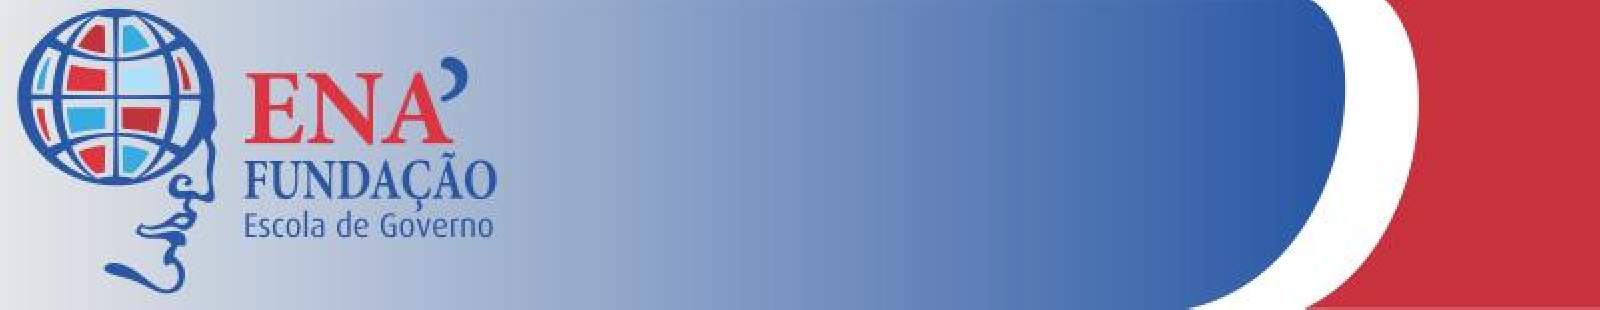 ENA’
FUNDAÇÃO
Escola de Governo